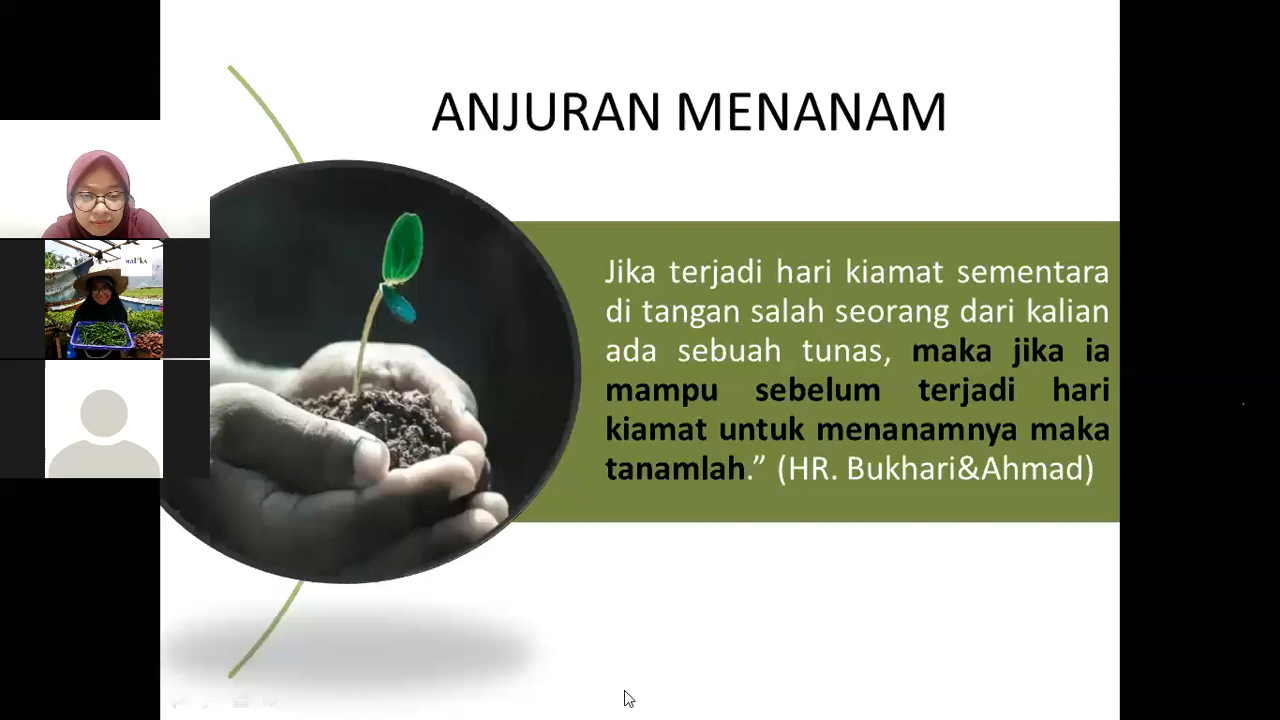 ANJURAN MENANAM
Jika terjadi hari kiamat sementara
di tangan salah seorang dari kalian
ada sebuah tunas, maka jika ia
mampu sebelum terjadi hari
kiamat untuk menanamnya maka
tanamlah.” (HR. Bukhari&Ahmad)